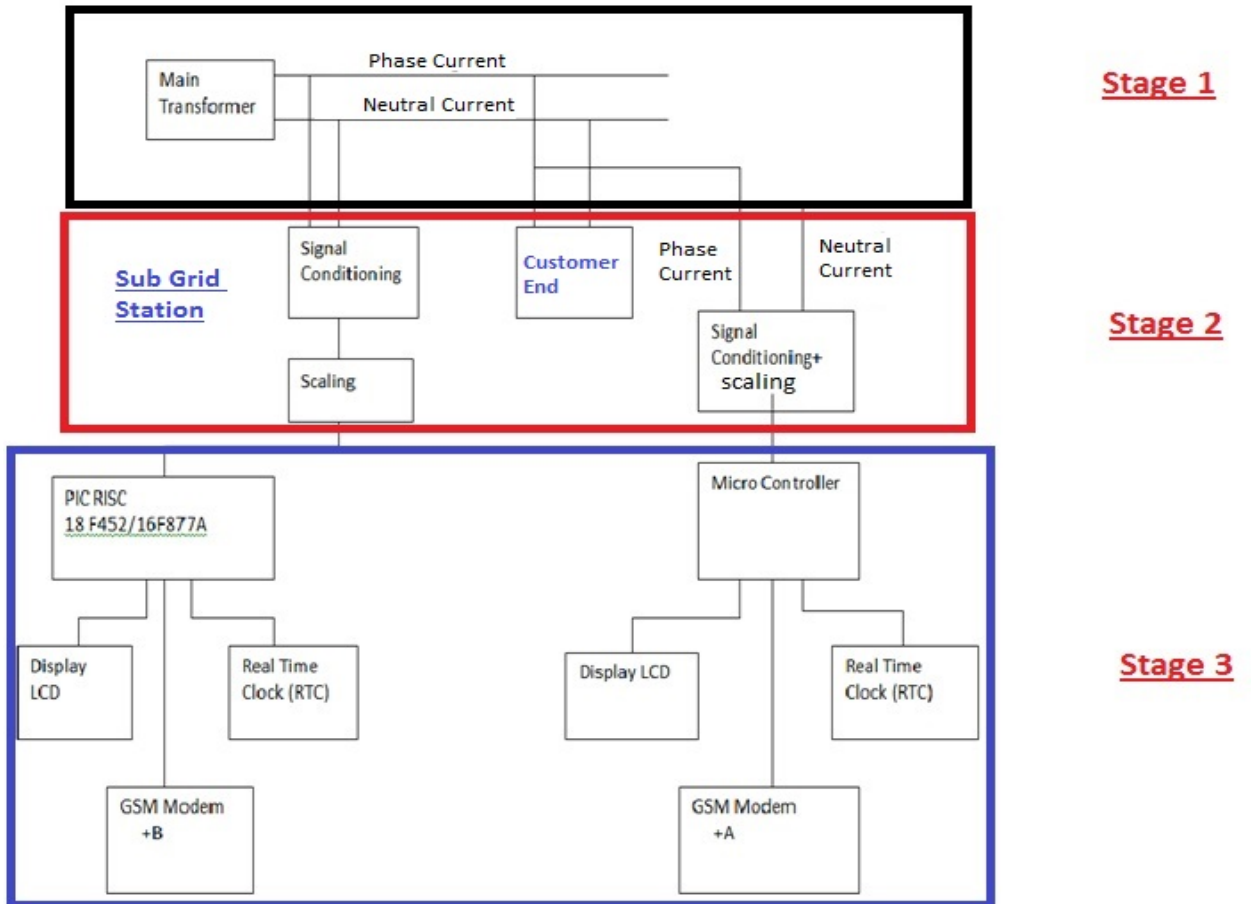 Phase Current
Main
Transformer
Neutral Current
Stage 1
Sub Grid
Station
Signal
Conditioning
Customer
End
Phase
Current
Neutral
Current
Signal
Conditioning+
scaling
Scaling
Stage 2
PIC RISC
18 F452/16F877A
Micro Controller
Display
LCD
Real Time
Clock (RTC)
Display LCD
Real Time
Clock (RTC)
Stage 3
GSM Modem
+B
GSM Modem
+A